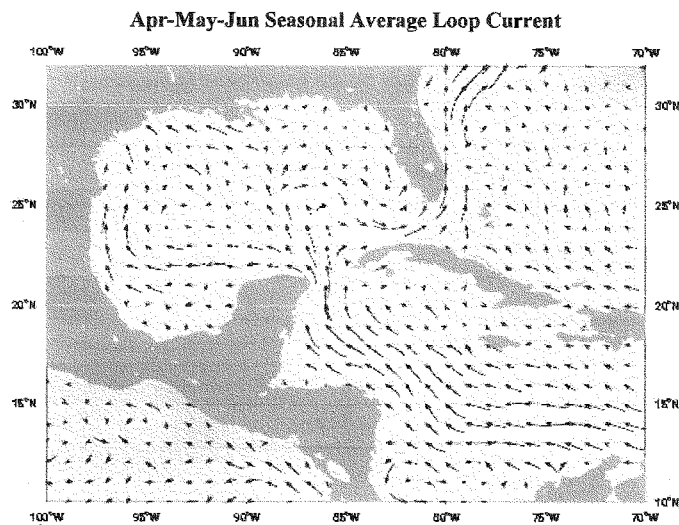 Apr-May-Jun Seasonal Average Loop Current
100°W 95°W 90°W 85°W 80°W 75°W 70°W
30°N 30°N
25°N 25°N
20°N 20°N
15°N 15°N
10°N 10°N
100°W 95°W 90°W 85°W 80°W 75°W 70°W